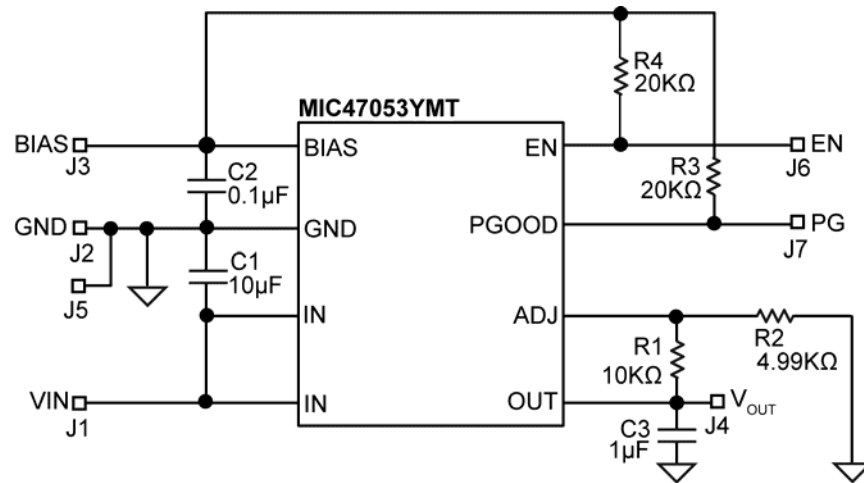 R4
20KΩ
MIC47053YMT
BIAS
J3
BIAS
EN
EN
J6
C2
0.1µF
R3
20KΩ
GND
J2
GND
PGOOD
PG
J7
J5
C1
10µF
IN
ADJ
R1
10KΩ
R2
4.99KΩ
VIN
J1
IN
OUT
VOUT
J4
C3
1µF